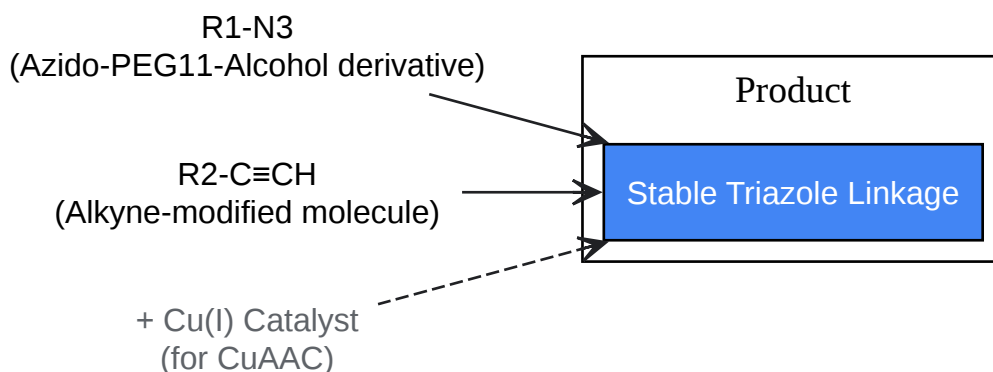 R1-N3
(Azido-PEG11-Alcohol derivative)
Product
R2-C≡CH
(Alkyne-modified molecule)
Stable Triazole Linkage
+ Cu(I) Catalyst
(for CuAAC)